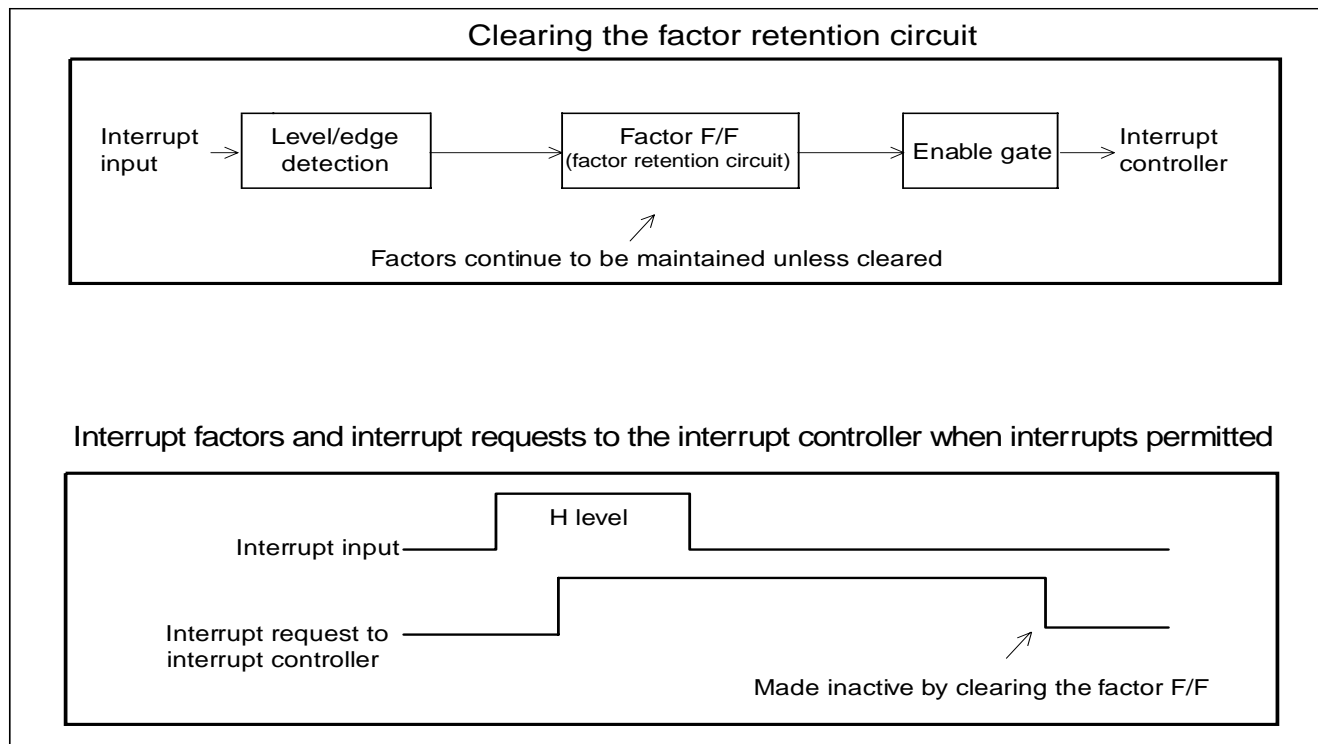 Clearing the factor retention circuit
Interrupt
input
Level/edge
detection
Factor F/F
(factor retention circuit)
Enable gate
Interrupt
controller
Factors continue to be maintained unless cleared
Interrupt factors and interrupt requests to the interrupt controller when interrupts permitted
H level
Interrupt input
Interrupt request to
interrupt controller
Made inactive by clearing the factor F/F